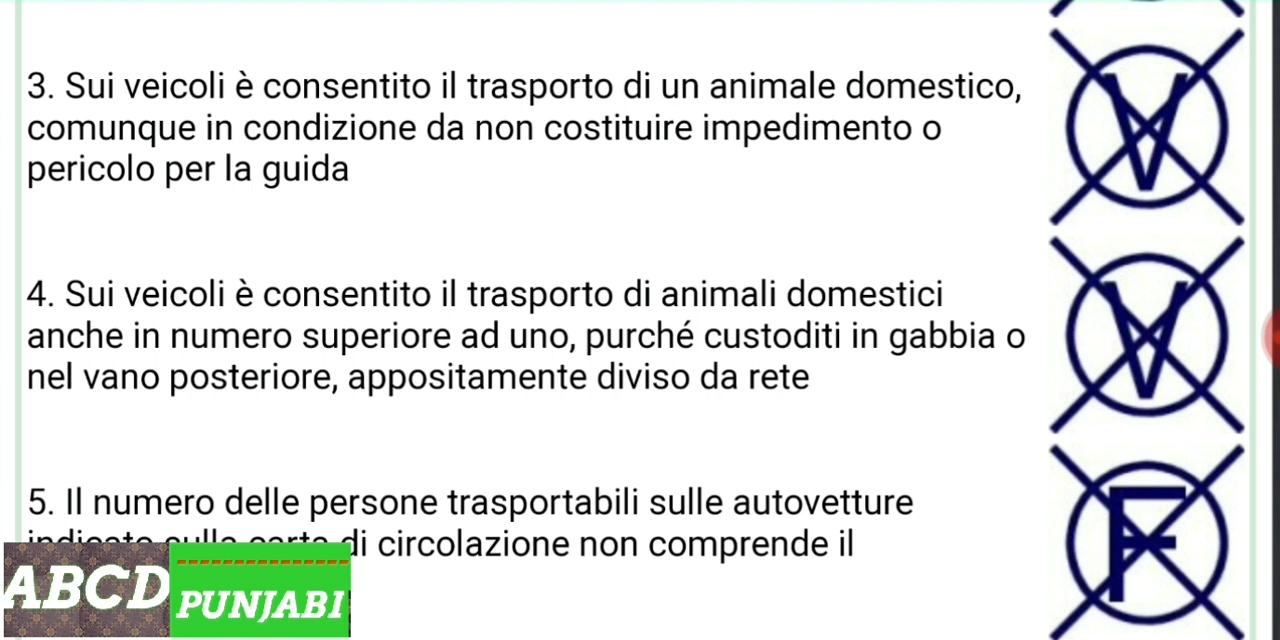 3. Sui veicoli è consentito il trasporto di un animale domestico,
comunque in condizione da non costituire impedimento o
pericolo per la guida
V
4. Sui veicoli è consentito il trasporto di animali domestici
anche in numero superiore ad uno, purché custoditi in gabbia o
nel vano posteriore, appositamente diviso da rete
V
5. Il numero delle persone trasportabili sulle autovetture
indicato sulla carta di circolazione non comprende il
F
ABCD PUNJABI